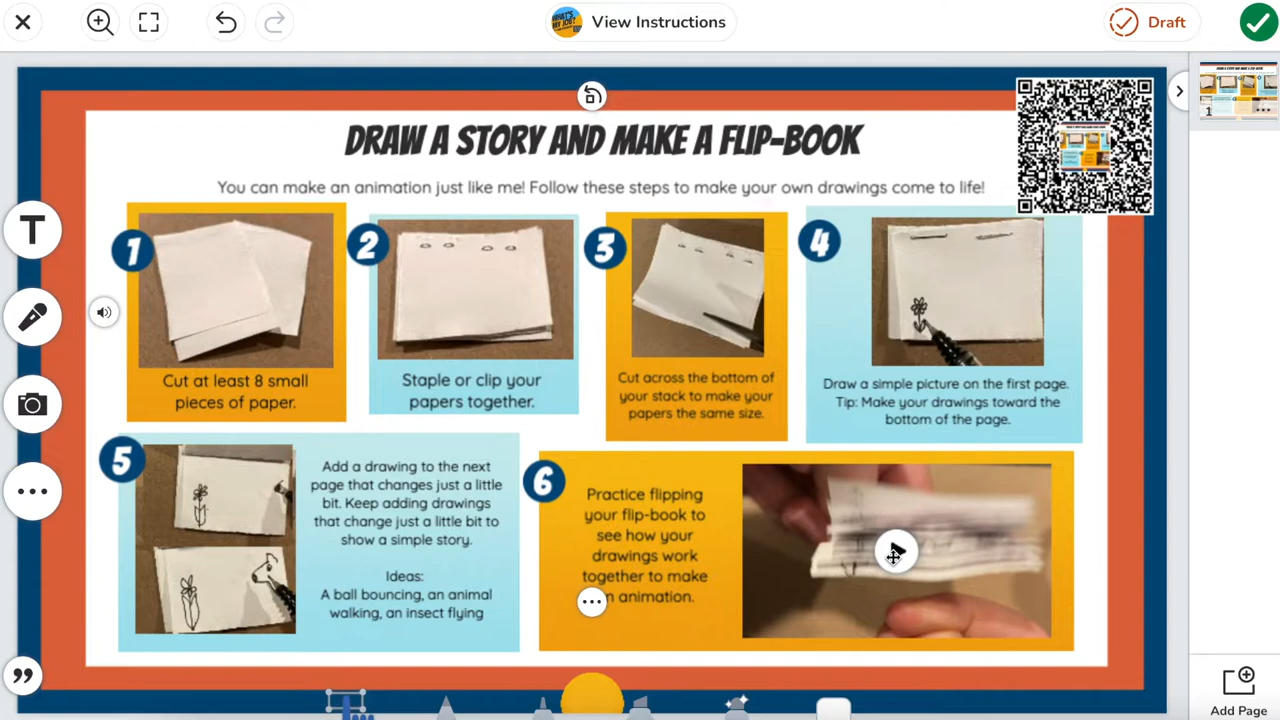 View Instructions
Draft
DRAW A STORY AND MAKE A FLIP-BOOK
You can make an animation just like me! Follow these steps to make your own drawings come to life!
1
Cut at least 8 small
pieces of paper.
2
Staple or clip your
papers together.
3
Cut across the bottom of
your stack to make your
papers the same size.
4
Draw a simple picture on the first page.
Tip: Make your drawings toward the
bottom of the page.
5
Add a drawing to the next
page that changes just a little
bit. Keep adding drawings
that change just a little bit to
show a simple story.
Ideas:
A ball bouncing, an animal
walking, an insect flying
6
Practice flipping
your flip-book to
see how your
drawings work
together to make
animation.
T
1
Add Page